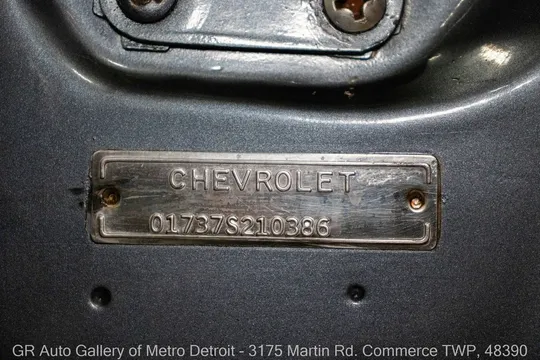 CHEVROLET
01737S210386
GR Auto Gallery of Metro Detroit - 3175 Martin Rd. Commerce TWP, 48390